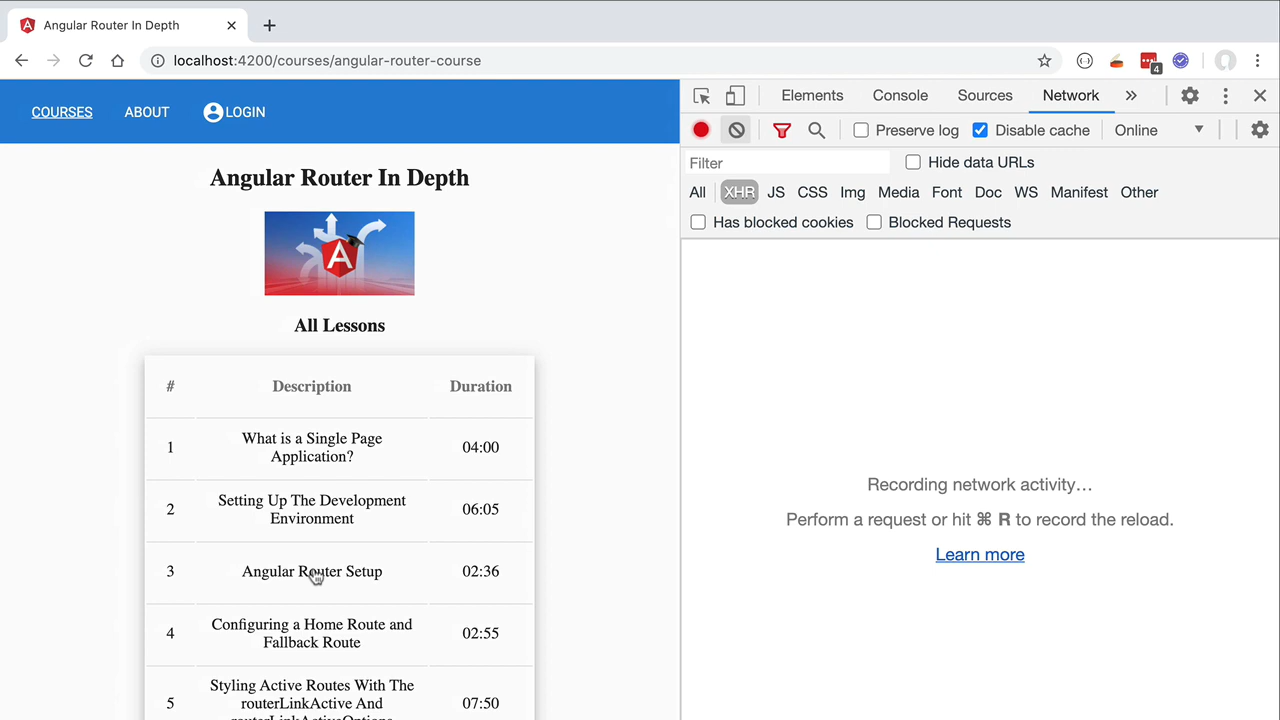 Angular Router In Depth
localhost:4200/courses/angular-router-course
4
COURSES ABOUT LOGIN
Angular Router In Depth
A
All Lessons
# Description Duration
1 What is a Single Page Application? 04:00
2 Setting Up The Development Environment 06:05
3 Angular Router Setup 02:36
4 Configuring a Home Route and Fallback Route 02:55
5 Styling Active Routes With The routerLinkActive And routerLinkActiveOptions 07:50
Elements Console Sources Network »
Preserve log Disable cache Online
Filter Hide data URLs
All XHR JS CSS Img Media Font Doc WS Manifest Other
Has blocked cookies Blocked Requests
Recording network activity…
Perform a request or hit ⌘ R to record the reload.
Learn more